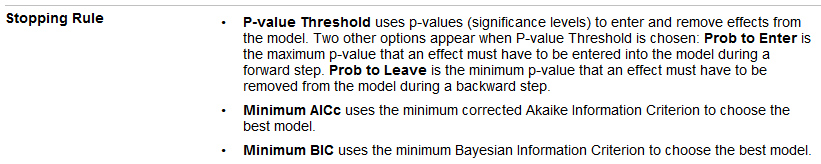 Stopping Rule
• P-value Threshold uses p-values (significance levels) to enter and remove effects from
the model. Two other options appear when P-value Threshold is chosen: Prob to Enter is
the maximum p-value that an effect must have to be entered into the model during a
forward step. Prob to Leave is the minimum p-value that an effect must have to be
removed from the model during a backward step.
• Minimum AICc uses the minimum corrected Akaike Information Criterion to choose the
best model.
• Minimum BIC uses the minimum Bayesian Information Criterion to choose the best model.